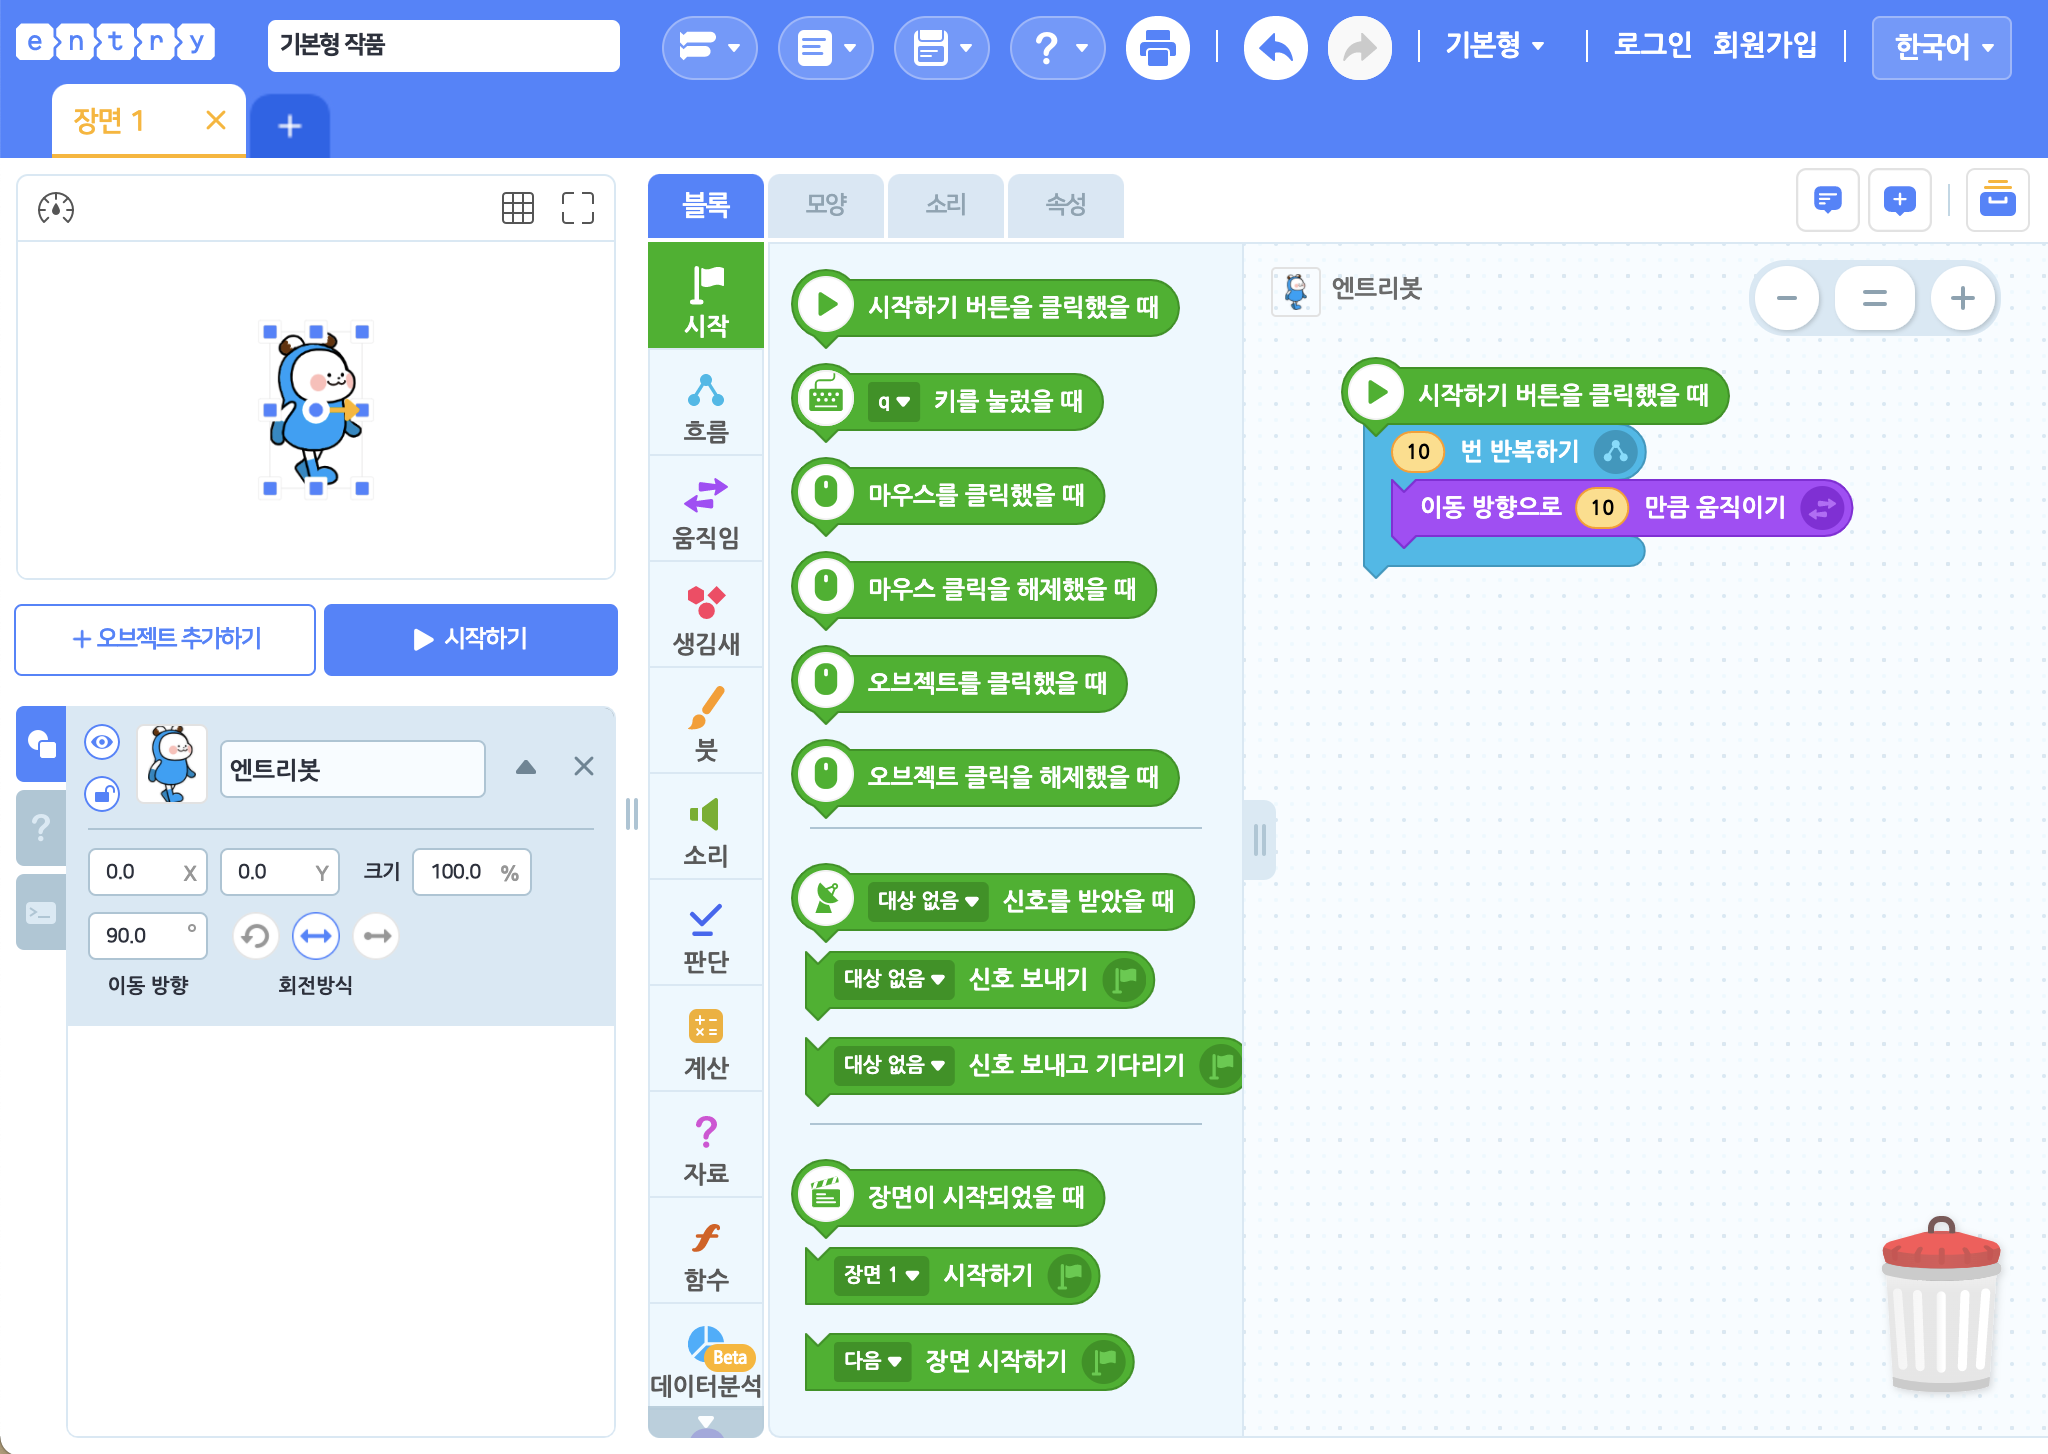 entry
기본형 작품
기본형
로그인 회원가입
한국어
장면 1
블록
모양
소리
속성
+ 오브젝트 추가하기
시작하기
엔트리봇
0.0 X
0.0 Y
크기
100.0 %
90.0 °
이동 방향
회전방식
시작
흐름
움직임
생김새
붓
소리
판단
계산
자료
함수
Beta
데이터분석
시작하기 버튼을 클릭했을 때
q 키를 눌렀을 때
마우스를 클릭했을 때
마우스 클릭을 해제했을 때
오브젝트를 클릭했을 때
오브젝트 클릭을 해제했을 때
대상 없음 신호를 받았을 때
대상 없음 신호 보내기
대상 없음 신호 보내고 기다리기
장면이 시작되었을 때
장면 1 시작하기
다음 장면 시작하기
엔트리봇
시작하기 버튼을 클릭했을 때
10 번 반복하기
이동 방향으로 10 만큼 움직이기